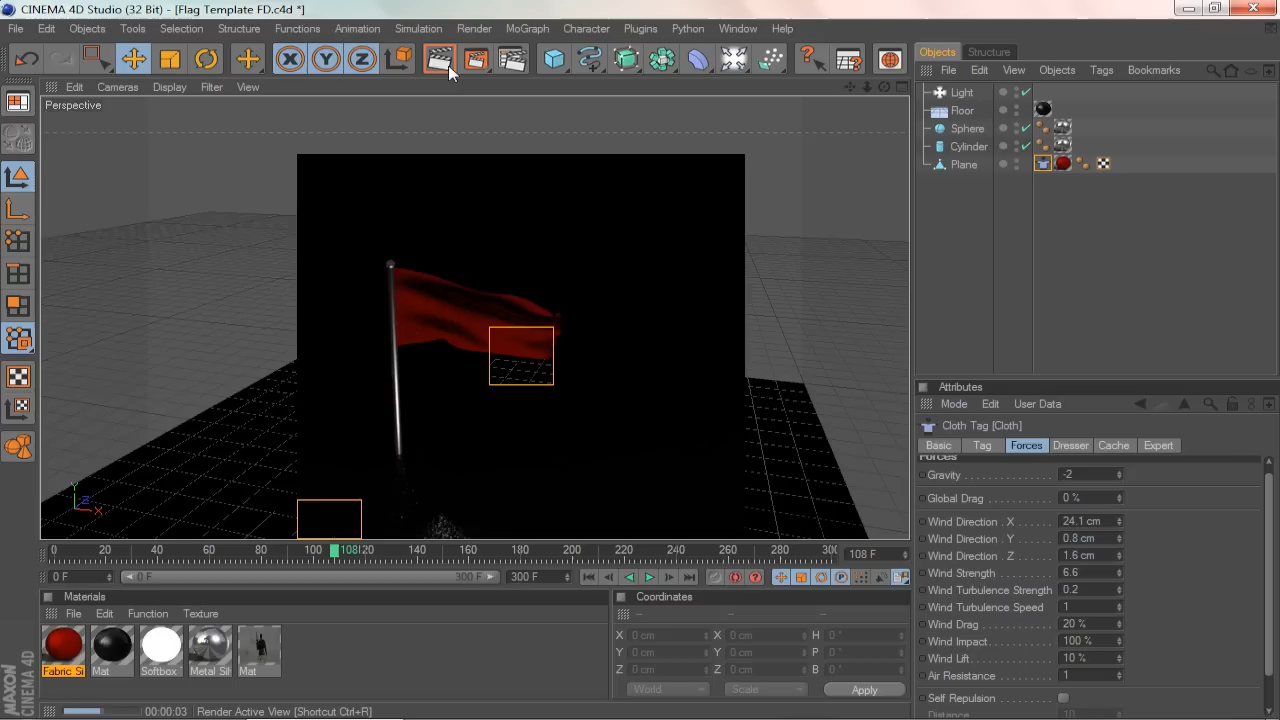 CINEMA 4D Studio (32 Bit) - [Flag Template FD.c4d *]
File Edit Objects Tools Selection Structure Functions Animation Simulation Render MoGraph Character Plugins Python Window Help
Objects Structure
Edit Cameras Display Filter View
File Edit View Objects Tags Bookmarks
Perspective
Light
Floor
Sphere
Cylinder
Plane
Attributes
Mode Edit User Data
Cloth Tag [Cloth]
Basic Tag Forces Dresser Cache Expert
Forces
Gravity -2
Global Drag 0 %
Wind Direction . X 24.1 cm
Wind Direction . Y 0.8 cm
Wind Direction . Z 1.6 cm
Wind Strength 6.6
Wind Turbulence Strength 0.2
Wind Turbulence Speed 1
Wind Drag 20 %
Wind Impact 100 %
Wind Lift 10 %
Air Resistance 1
Self Repulsion
Distance 10
0 20 40 60 80 100 108 120 140 160 180 200 220 240 260 280 300 108 F
0 F 0 F 300 F 300 F
Materials
File Edit Function Texture
Fabric Si Mat Softbox Metal Sil Mat
Coordinates
-- -- --
X 0 cm X 0 cm H 0 °
Y 0 cm Y 0 cm P 0 °
Z 0 cm Z 0 cm B 0 °
World Scale Apply
MAXON
CINEMA 4D
00:00:03 Render Active View [Shortcut Ctrl+R]